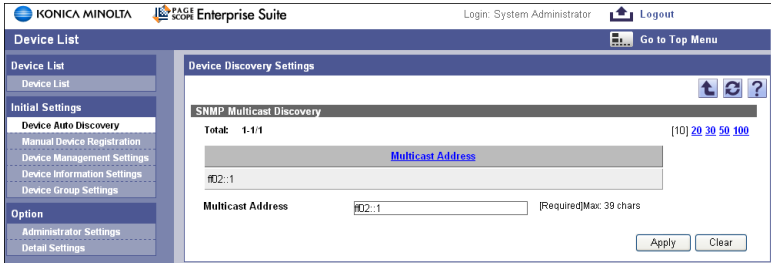 KONICA MINOLTA PAGE SCOPE Enterprise Suite Login: System Administrator Logout
Device List Go to Top Menu
Device List
Device List
Initial Settings
Device Auto Discovery
Manual Device Registration
Device Management Settings
Device Information Settings
Device Group Settings
Option
Administrator Settings
Detail Settings
Device Discovery Settings
?
SNMP Multicast Discovery
Total: 1-1/1 [10] 20 30 50 100
Multicast Address
ff02::1
Multicast Address ff02::1 [Required]Max: 39 chars
Apply Clear